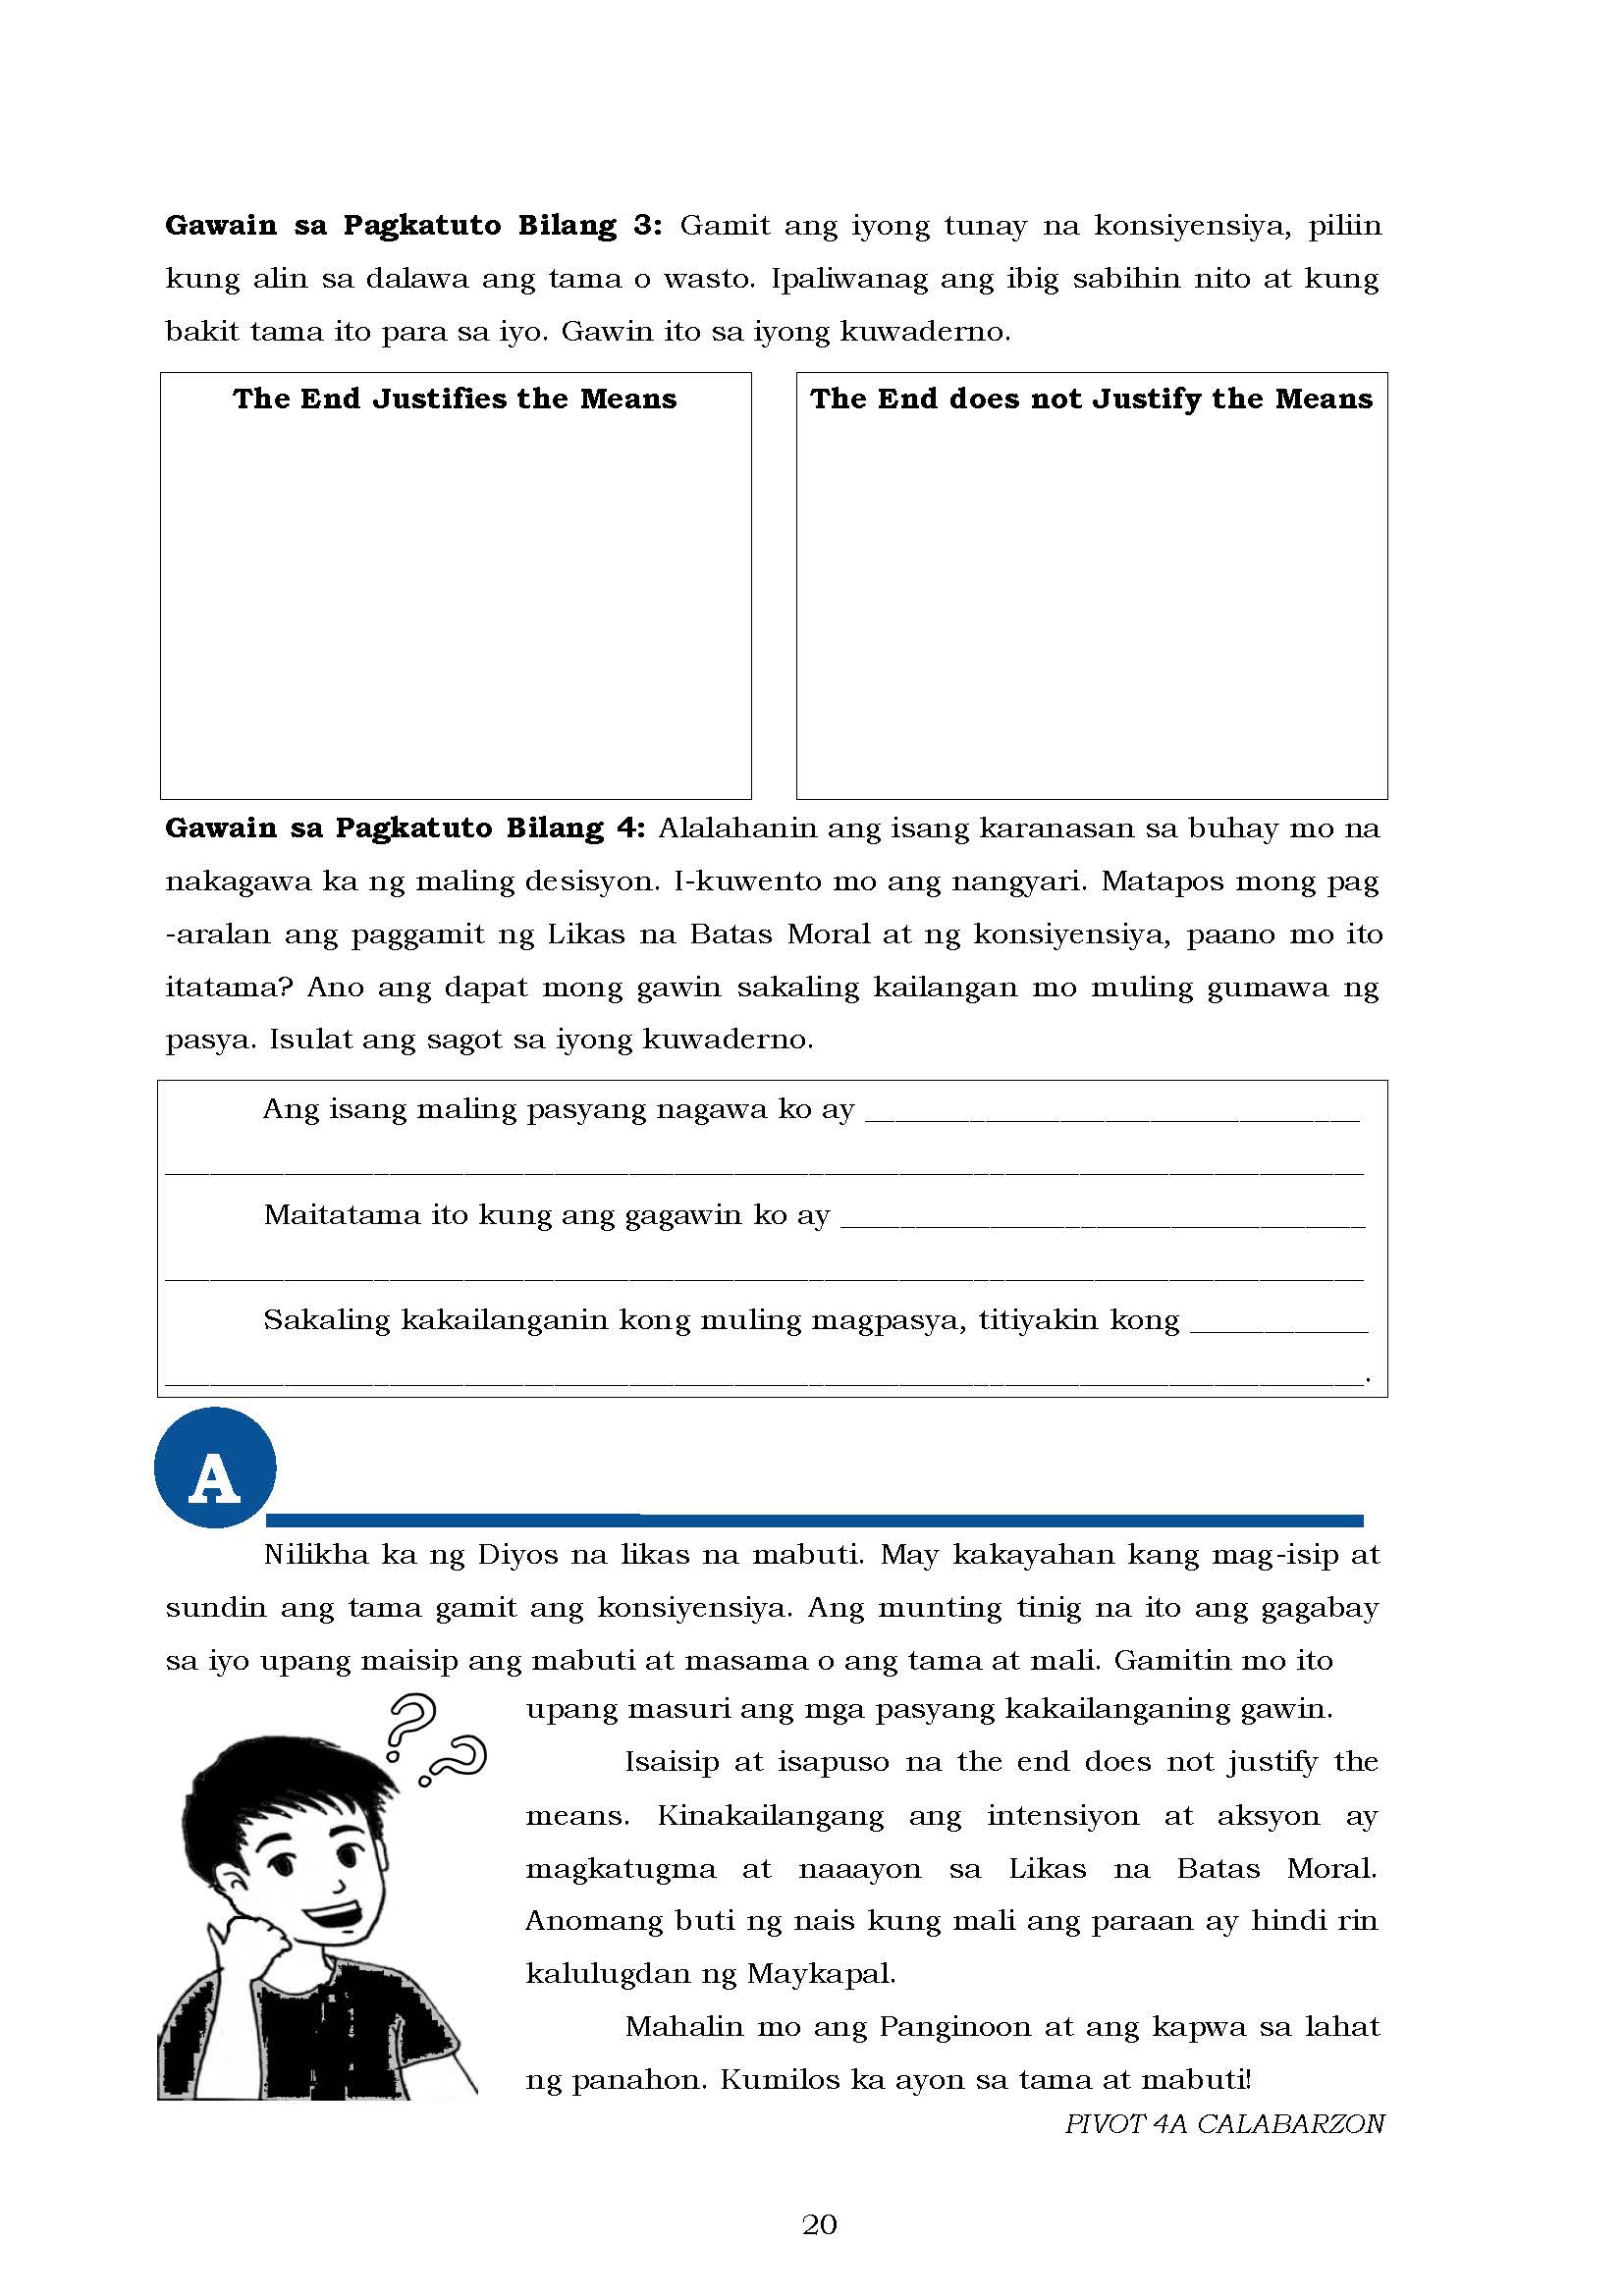 Gawain sa Pagkatuto Bilang 3: Gamit ang iyong tunay na konsiyensiya, piliin
kung alin sa dalawa ang tama o wasto. Ipaliwanag ang ibig sabihin nito at kung
bakit tama ito para sa iyo. Gawin ito sa iyong kuwaderno.
The End Justifies the Means
The End does not Justify the Means
Gawain sa Pagkatuto Bilang 4: Alalahanin ang isang karanasan sa buhay mo na
nakagawa ka ng maling desisyon. I-kuwento mo ang nangyari. Matapos mong pag
-aralan ang paggamit ng Likas na Batas Moral at ng konsiyensiya, paano mo ito
itatama? Ano ang dapat mong gawin sakaling kailangan mo muling gumawa ng
pasya. Isulat ang sagot sa iyong kuwaderno.
Ang isang maling pasyang nagawa ko ay _________________________________
________________________________________________________________________________
Maitatama ito kung ang gagawin ko ay ___________________________________
________________________________________________________________________________
Sakaling kakailanganin kong muling magpasya, titiyakin kong ____________
________________________________________________________________________________.
A
Nilikha ka ng Diyos na likas na mabuti. May kakayahan kang mag-isip at
sundin ang tama gamit ang konsiyensiya. Ang munting tinig na ito ang gagabay
sa iyo upang maisip ang mabuti at masama o ang tama at mali. Gamitin mo ito
upang masuri ang mga pasyang kakailanganing gawin.
Isaisip at isapuso na the end does not justify the
means. Kinakailangang ang intensiyon at aksyon ay
magkatugma at naaayon sa Likas na Batas Moral.
Anomang buti ng nais kung mali ang paraan ay hindi rin
kalulugdan ng Maykapal.
Mahalin mo ang Panginoon at ang kapwa sa lahat
ng panahon. Kumilos ka ayon sa tama at mabuti!
??
PIVOT 4A CALABARZON
20